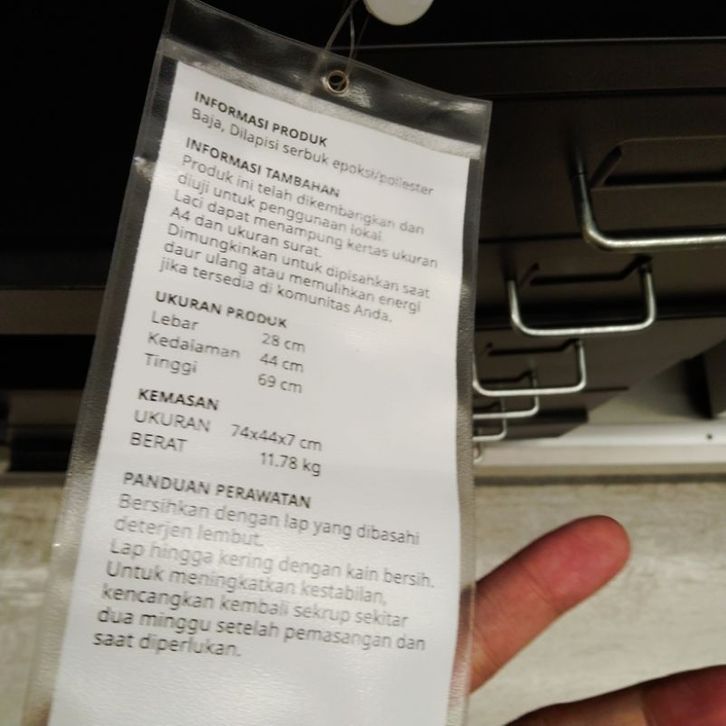 INFORMASI PRODUK
Baja, Dilapisi serbuk epoksi/poliester
INFORMASI TAMBAHAN
Produk ini telah dikembangkan dan
diuji untuk penggunaan lokal.
Laci dapat menampung kertas ukuran
A4 dan ukuran surat.
Dimungkinkan untuk dipisahkan saat
daur ulang atau memulihkan energi
jika tersedia di komunitas Anda.
UKURAN PRODUK
Lebar 28 cm
Kedalaman 44 cm
Tinggi 69 cm
KEMASAN
UKURAN 74x44x7 cm
BERAT 11.78 kg
PANDUAN PERAWATAN
Bersihkan dengan lap yang dibasahi
deterjen lembut.
Lap hingga kering dengan kain bersih.
Untuk meningkatkan kestabilan,
kencangkan kembali sekrup sekitar
dua minggu setelah pemasangan dan
saat diperlukan.